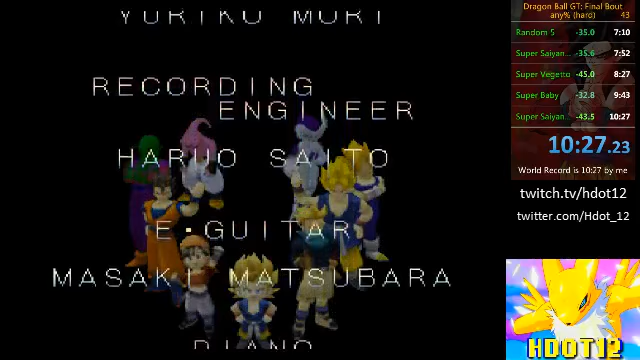 YURIKO MORI
RECORDING
ENGINEER
HARUO SAITO
E•GUITAR
MASAKI MATSUBARA
PIANO
Dragon Ball GT: Final Bout
any% (hard) 43
Random 5 -35.0 7:10
Super Saiyan... -35.6 7:52
Super Vegetto -45.0 8:27
Super Baby -32.8 9:43
Super Saiyan... -43.5 10:27
10:27.23
World Record is 10:27 by me
twitch.tv/hdot12
twitter.com/Hdot_12
HDOT12